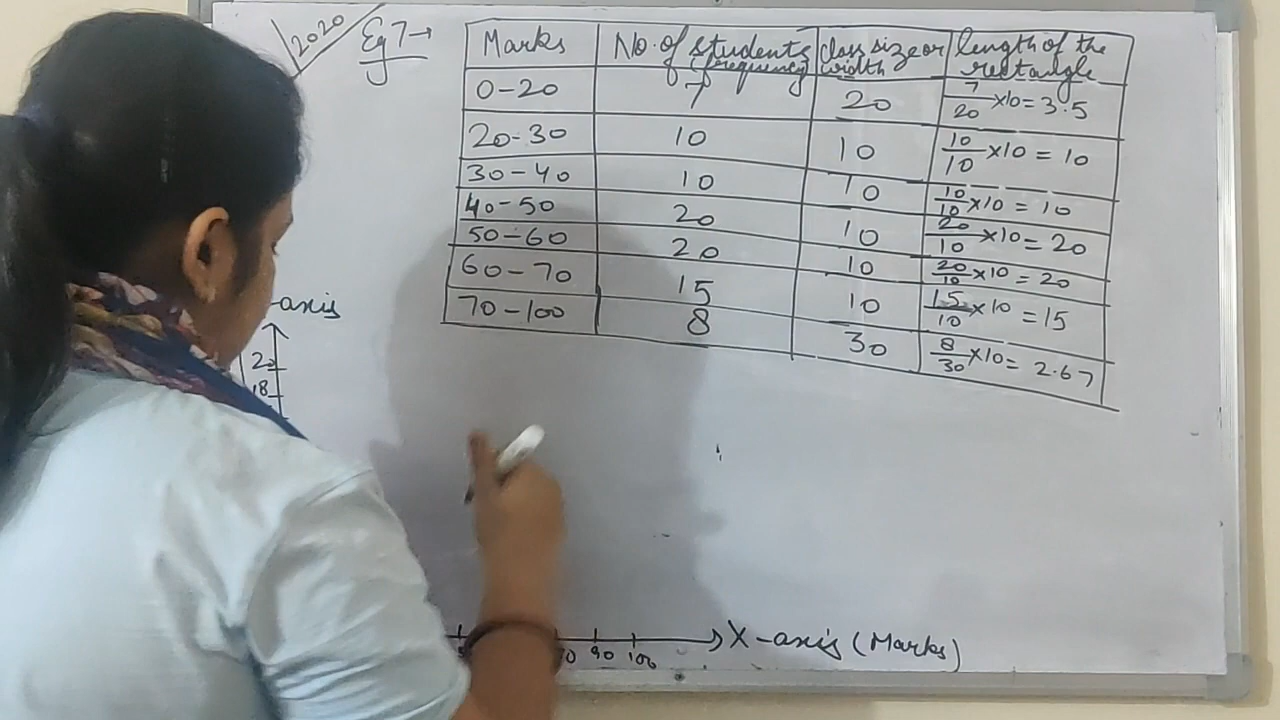 2020
Eg 7→
Marks No. of students (frequency) class size or width length of the rectangle
0-20 7 20 7/20 ×10 = 3.5
20-30 10 10 10/10 ×10 = 10
30-40 10 10 10/10 ×10 = 10
40-50 20 10 20/10 ×10 = 20
50-60 20 10 20/10 ×10 = 20
60-70 15 10 15/10 ×10 = 15
70-100 8 30 8/30 ×10 = 2.67
-axis
20
18
90 100
X-axis (Marks)